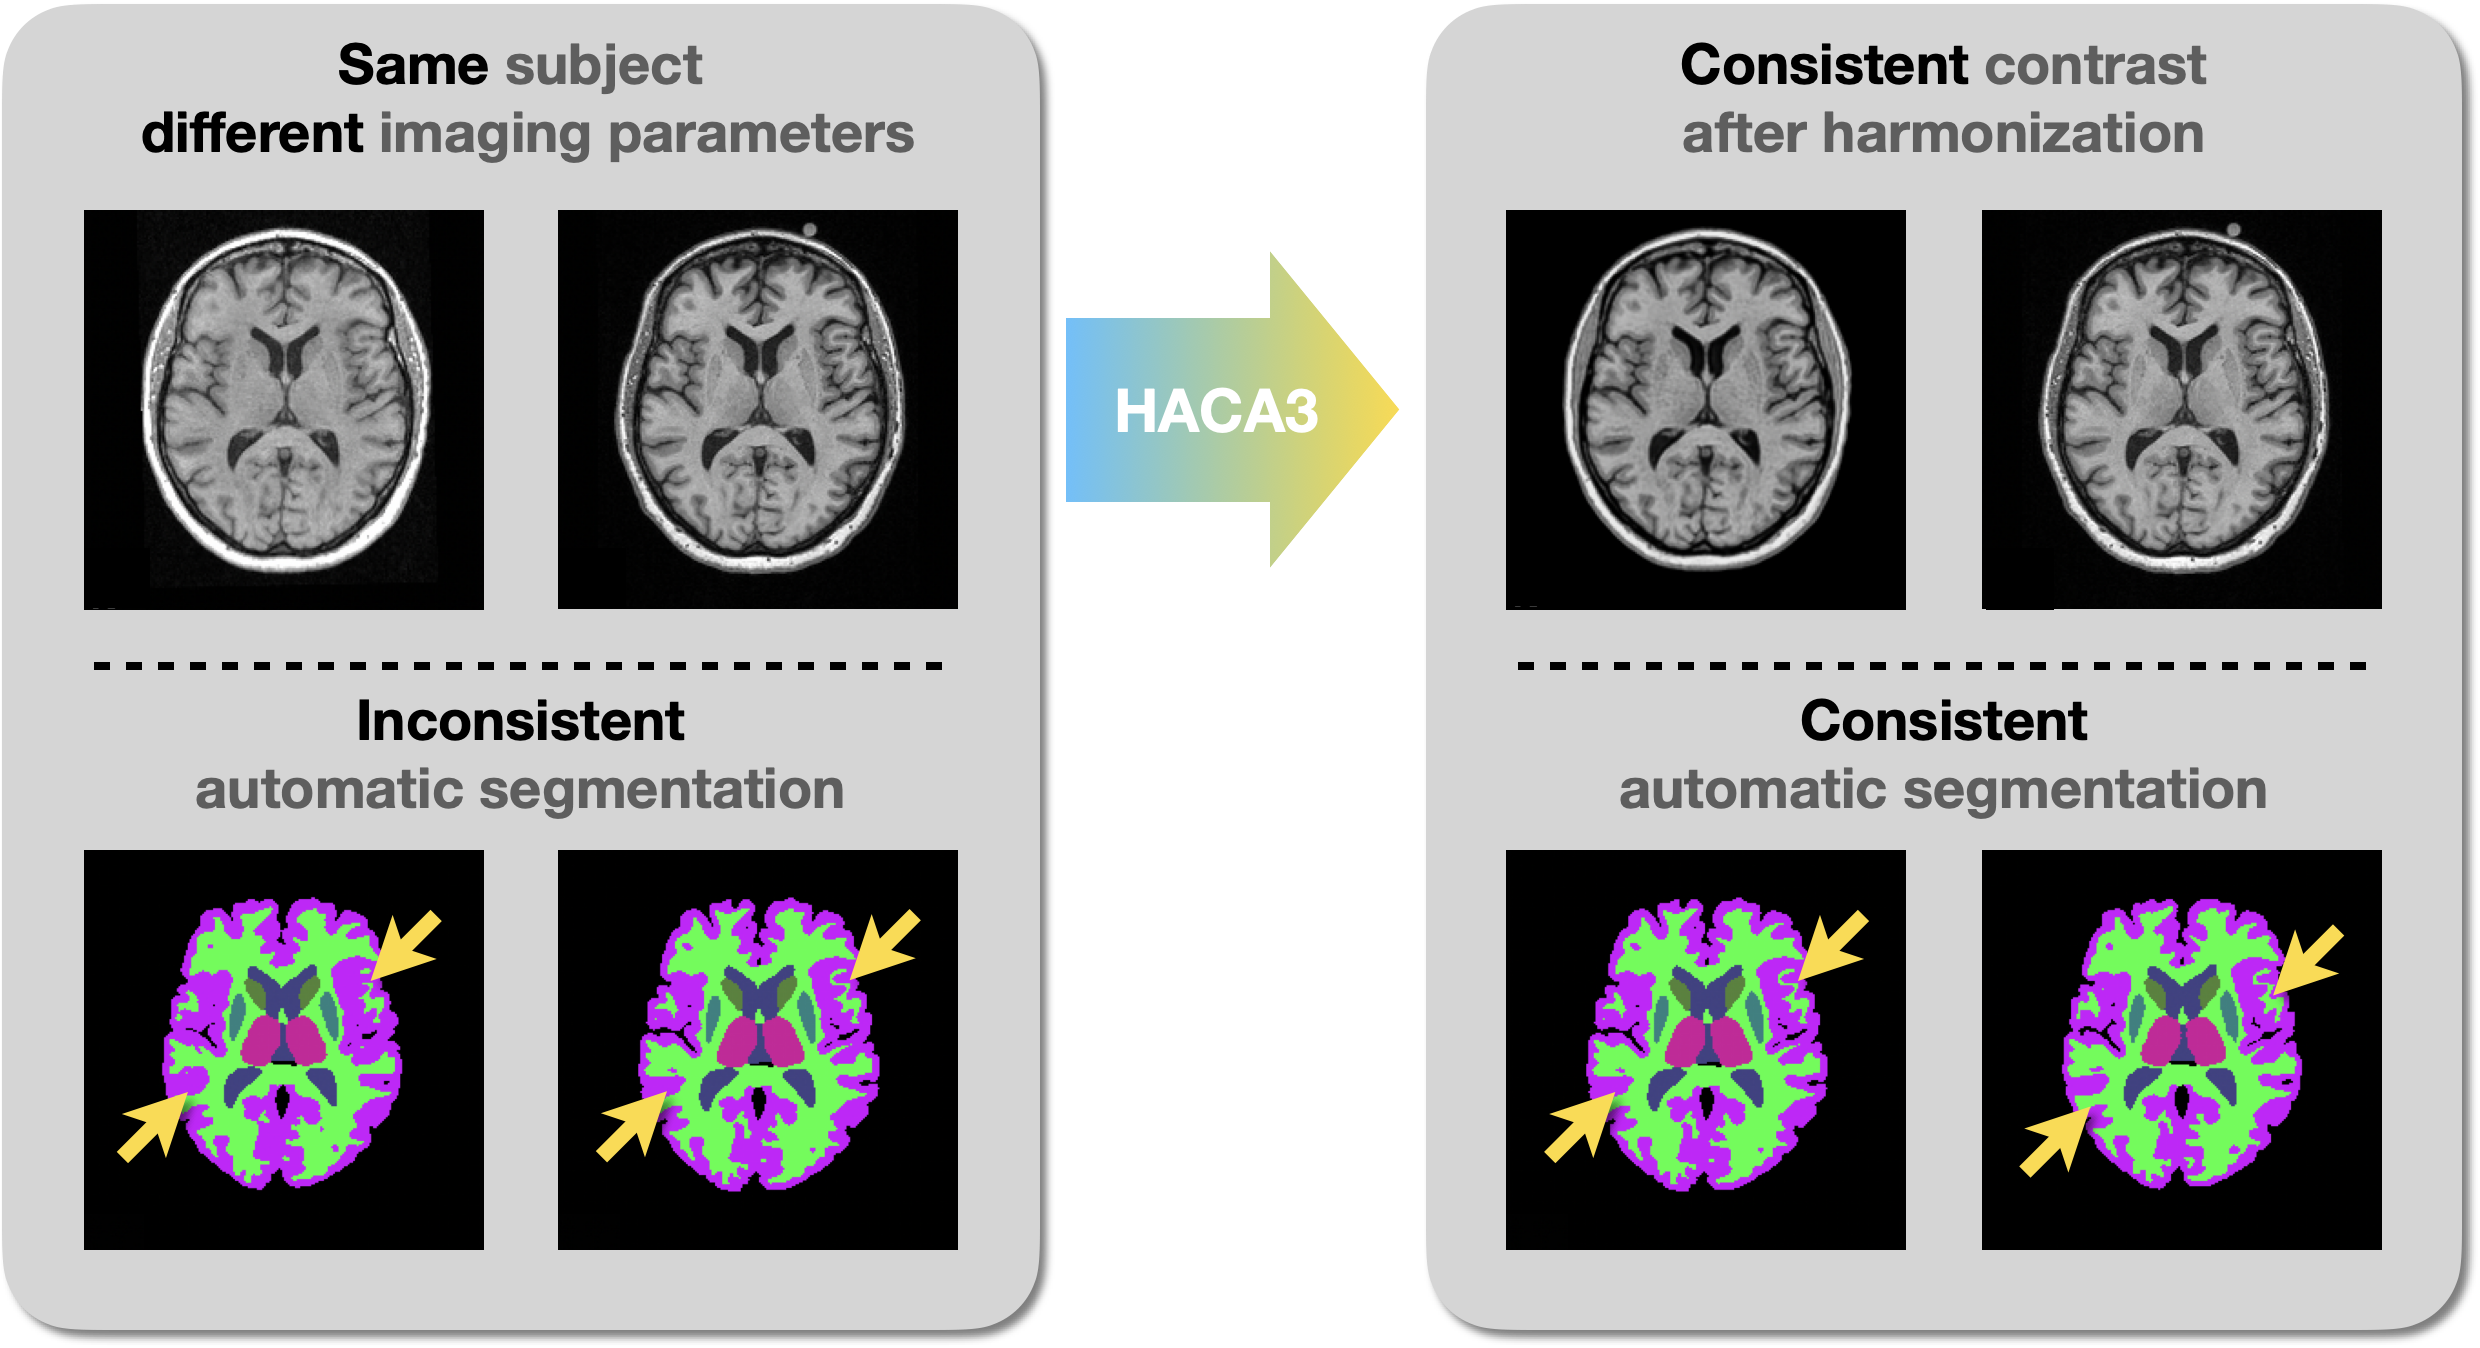 Same subject
different imaging parameters
Inconsistent
automatic segmentation
HACA3
Consistent contrast
after harmonization
Consistent
automatic segmentation